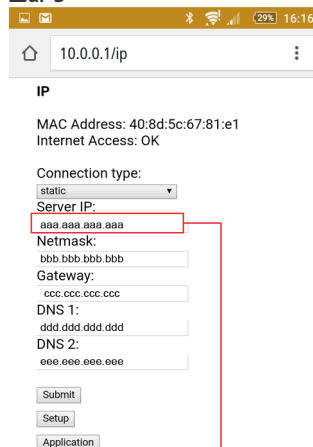 29% 16:16
10.0.0.1/ip
IP
MAC Address: 40:8d:5c:67:81:e1
Internet Access: OK
Connection type:
static
Server IP:
aaa.aaa.aaa.aaa
Netmask:
bbb.bbb.bbb.bbb
Gateway:
ccc.ccc.ccc.ccc
DNS 1:
ddd.ddd.ddd.ddd
DNS 2:
eee.eee.eee.eee
Submit
Setup
Application